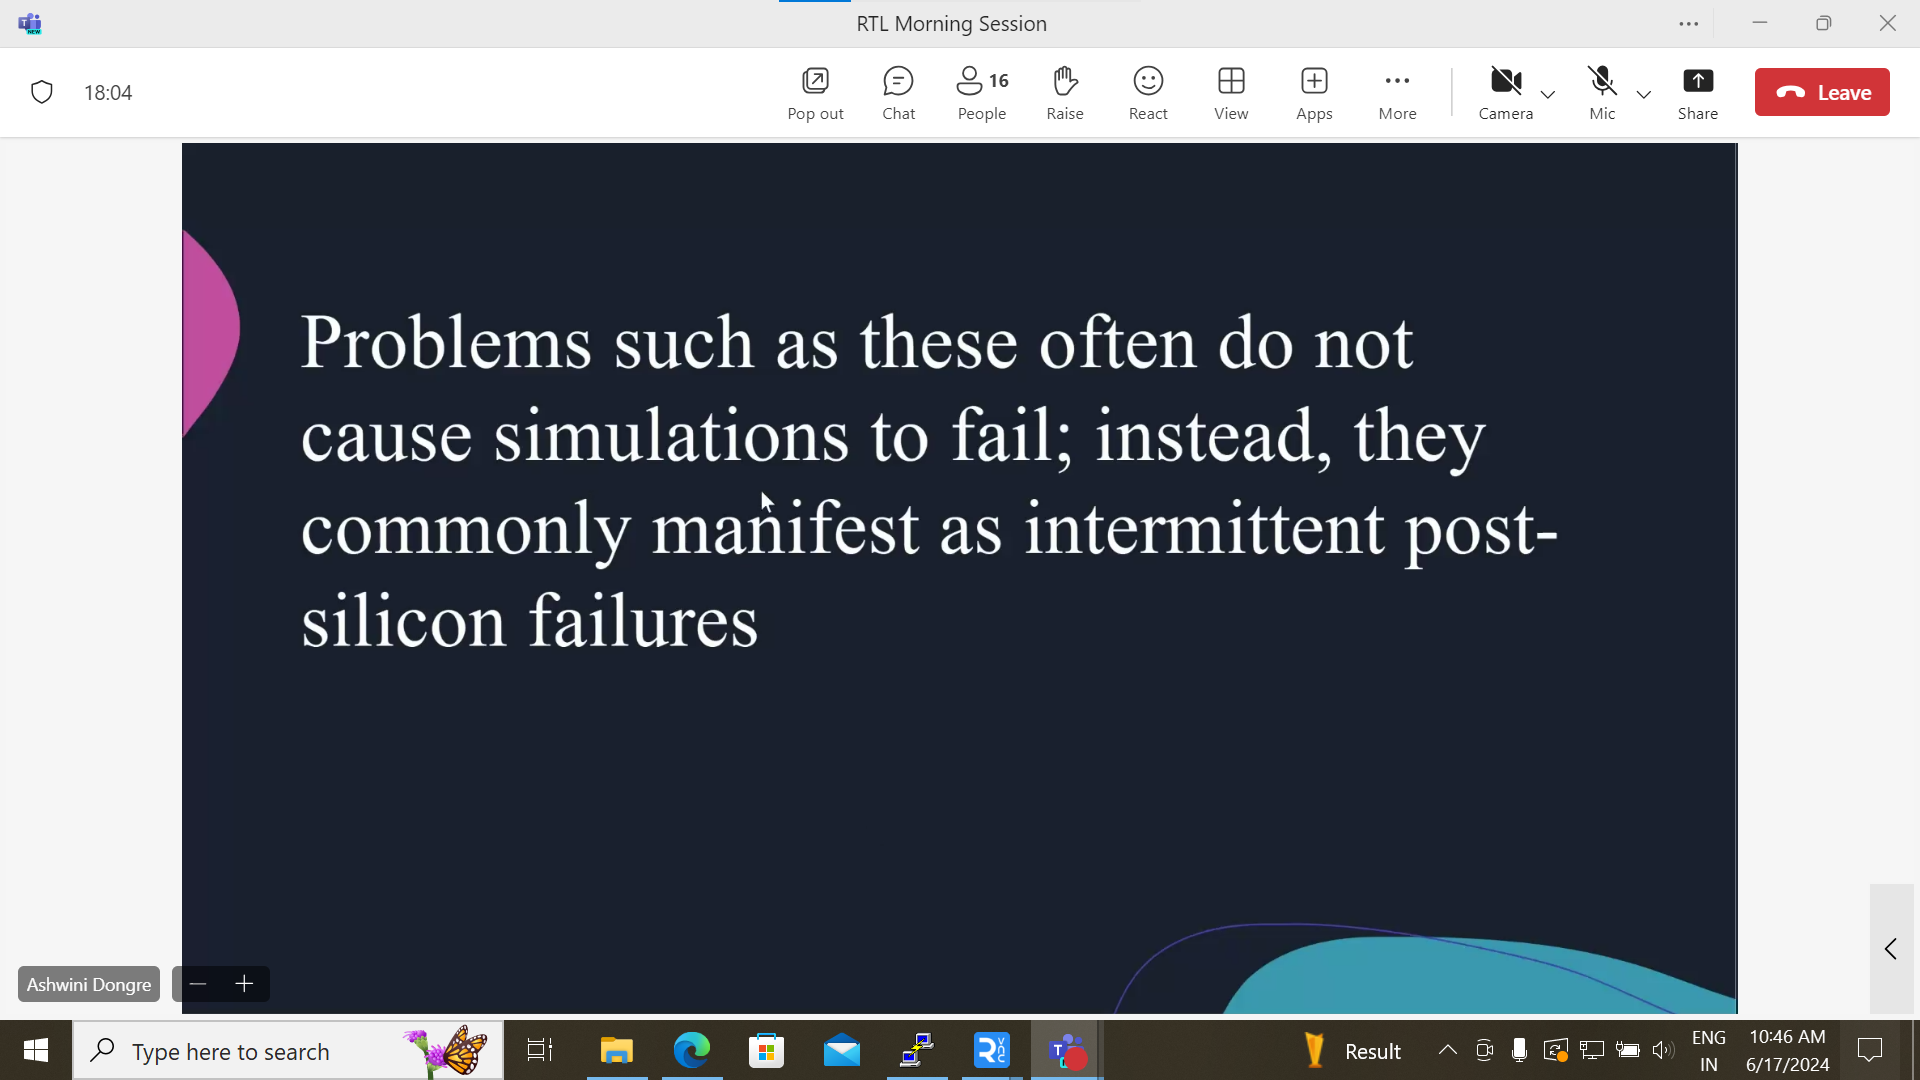 RTL Morning Session
18:04
Pop out
Chat
16
People
Raise
React
View
Apps
More
Camera
Mic
Share
Leave
Problems such as these often do not
cause simulations to fail; instead, they
commonly manifest as intermittent post-
silicon failures
Ashwini Dongre
Type here to search
Result
ENG
IN
10:46 AM
6/17/2024